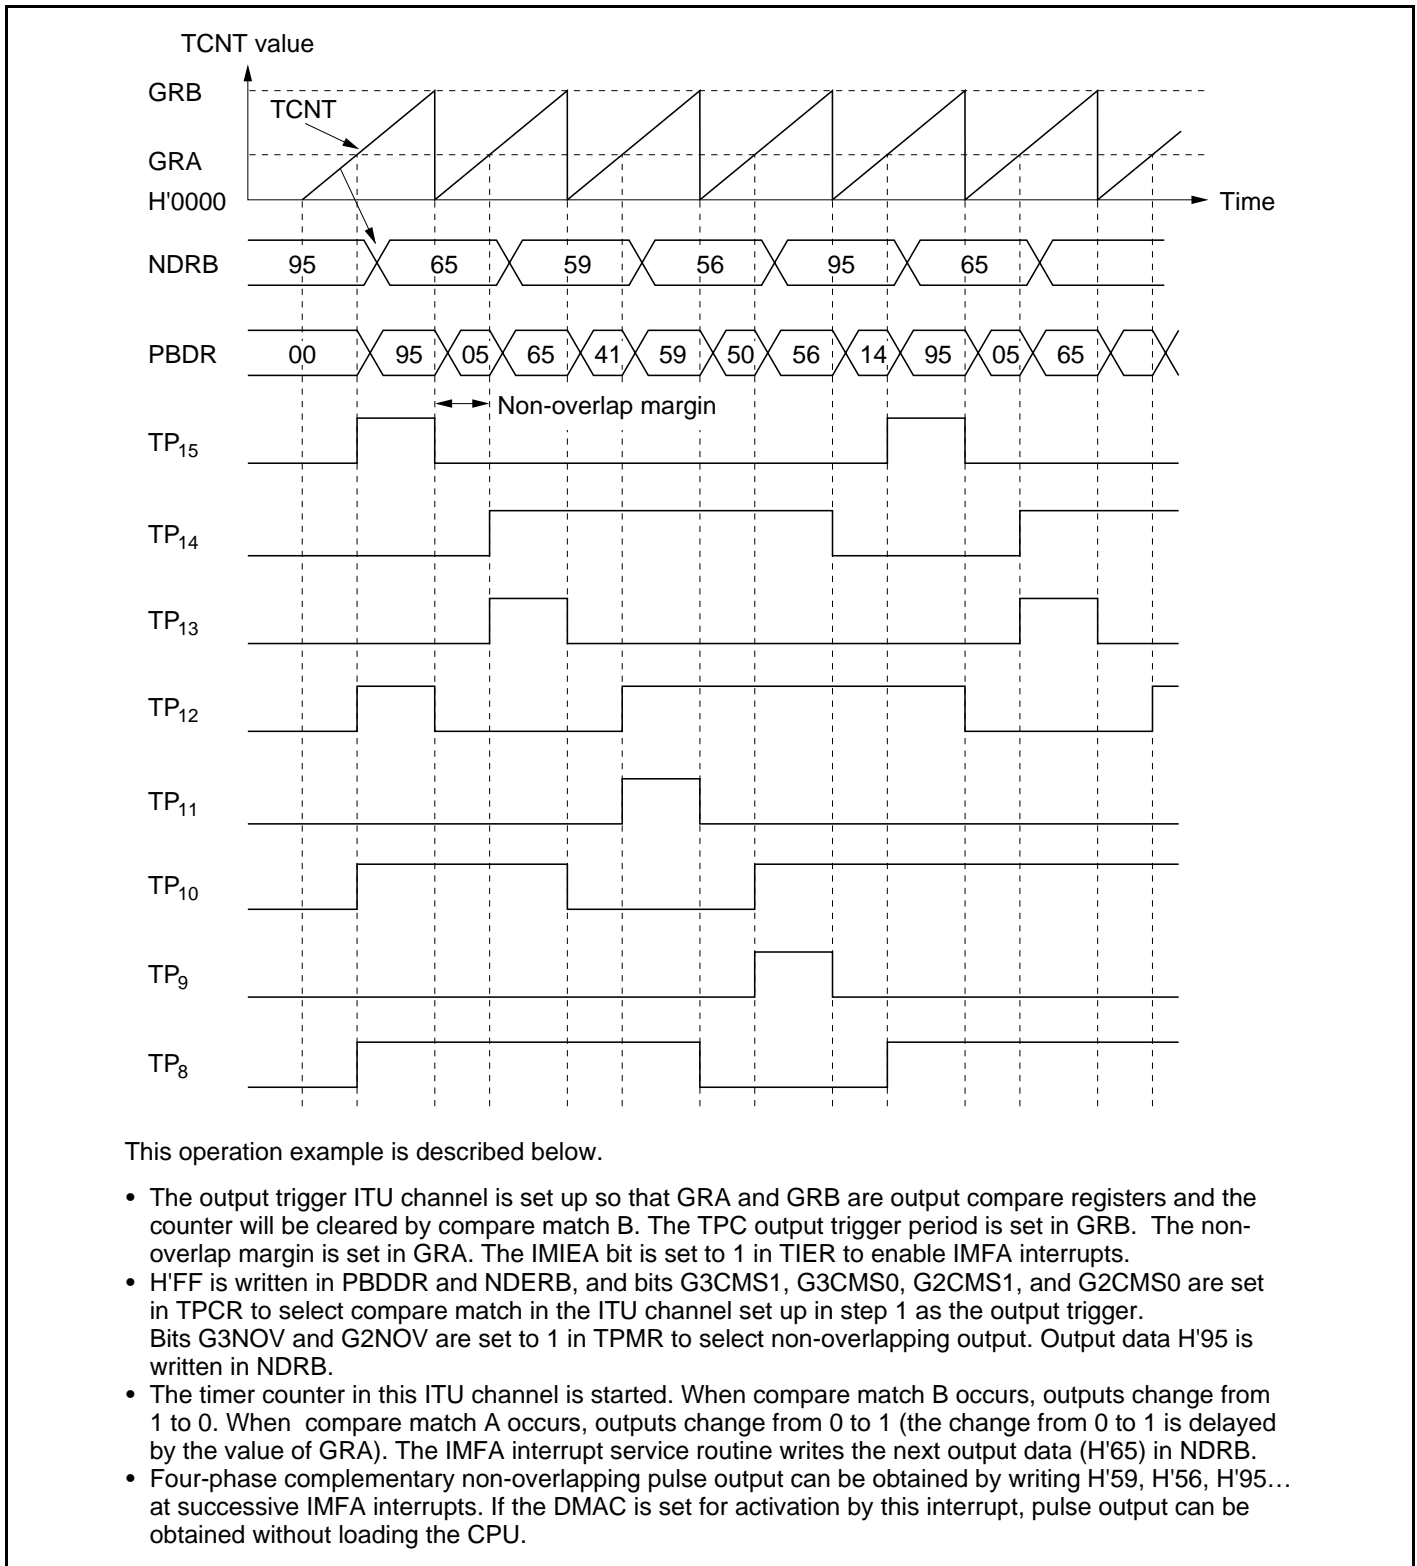 TCNT value
GRB
TCNT
GRA
H'0000
Time
NDRB 95 65 59 56 95 65
PBDR 00 95 05 65 41 59 50 56 14 95 05 65
Non-overlap margin
TP15
TP14
TP13
TP12
TP11
TP10
TP9
TP8
This operation example is described below.
• The output trigger ITU channel is set up so that GRA and GRB are output compare registers and the
counter will be cleared by compare match B. The TPC output trigger period is set in GRB. The non-
overlap margin is set in GRA. The IMIEA bit is set to 1 in TIER to enable IMFA interrupts.
• H'FF is written in PBDDR and NDERB, and bits G3CMS1, G3CMS0, G2CMS1, and G2CMS0 are set
in TPCR to select compare match in the ITU channel set up in step 1 as the output trigger.
Bits G3NOV and G2NOV are set to 1 in TPMR to select non-overlapping output. Output data H'95 is
written in NDRB.
• The timer counter in this ITU channel is started. When compare match B occurs, outputs change from
1 to 0. When compare match A occurs, outputs change from 0 to 1 (the change from 0 to 1 is delayed
by the value of GRA). The IMFA interrupt service routine writes the next output data (H'65) in NDRB.
• Four-phase complementary non-overlapping pulse output can be obtained by writing H'59, H'56, H'95…
at successive IMFA interrupts. If the DMAC is set for activation by this interrupt, pulse output can be
obtained without loading the CPU.